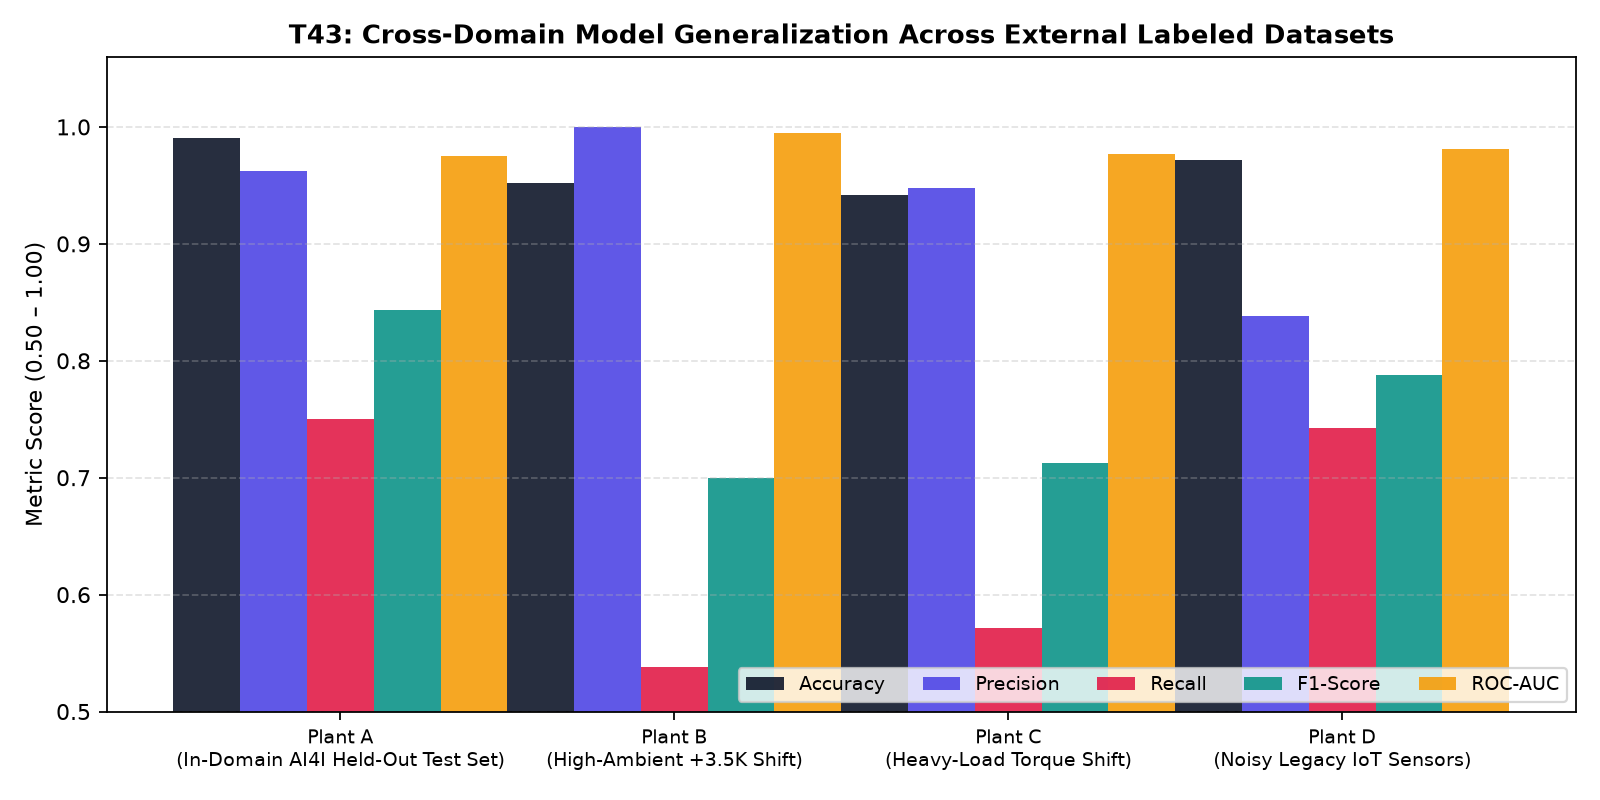 T43: Cross-Domain Model Generalization Across External Labeled Datasets
Metric Score (0.50 – 1.00)
1.0
0.9
0.8
0.7
0.6
0.5
Accuracy
Precision
Recall
F1-Score
ROC-AUC
Plant A
(In-Domain AI4I Held-Out Test Set)
Plant B
(High-Ambient +3.5K Shift)
Plant C
(Heavy-Load Torque Shift)
Plant D
(Noisy Legacy IoT Sensors)